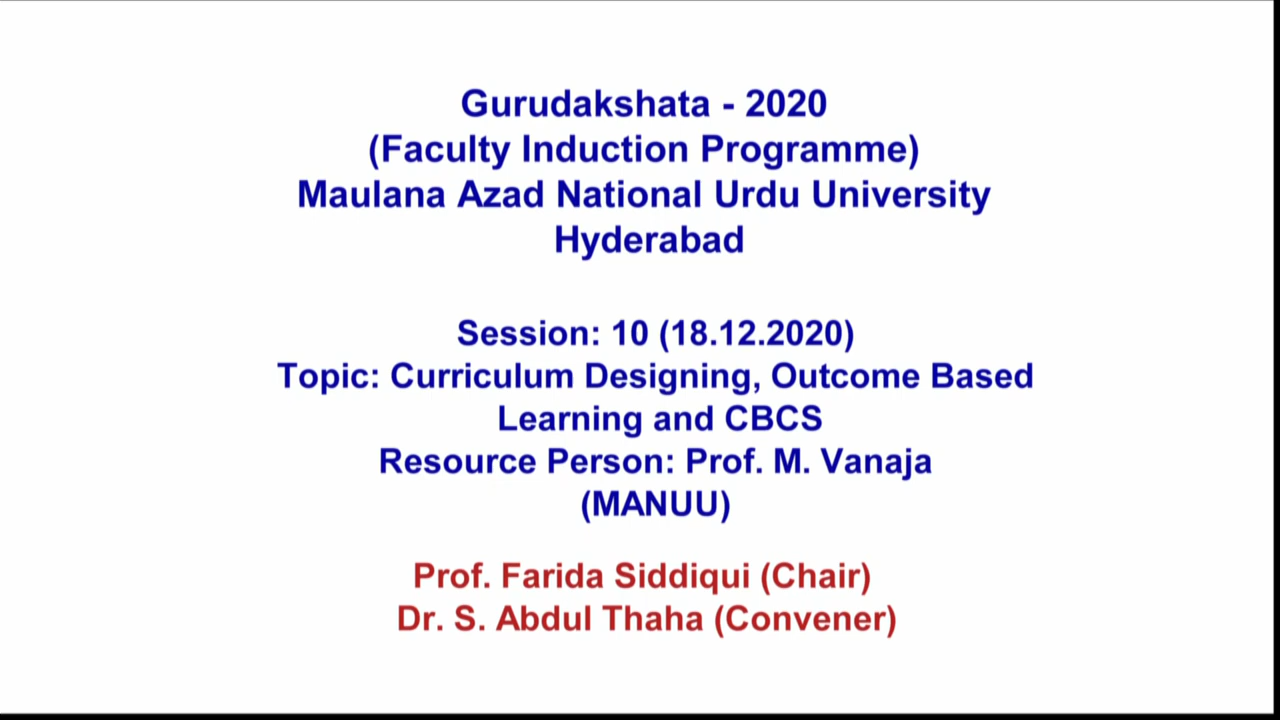 Gurudakshata - 2020
(Faculty Induction Programme)
Maulana Azad National Urdu University
Hyderabad
Session: 10 (18.12.2020)
Topic: Curriculum Designing, Outcome Based
Learning and CBCS
Resource Person: Prof. M. Vanaja
(MANUU)
Prof. Farida Siddiqui (Chair)
Dr. S. Abdul Thaha (Convener)